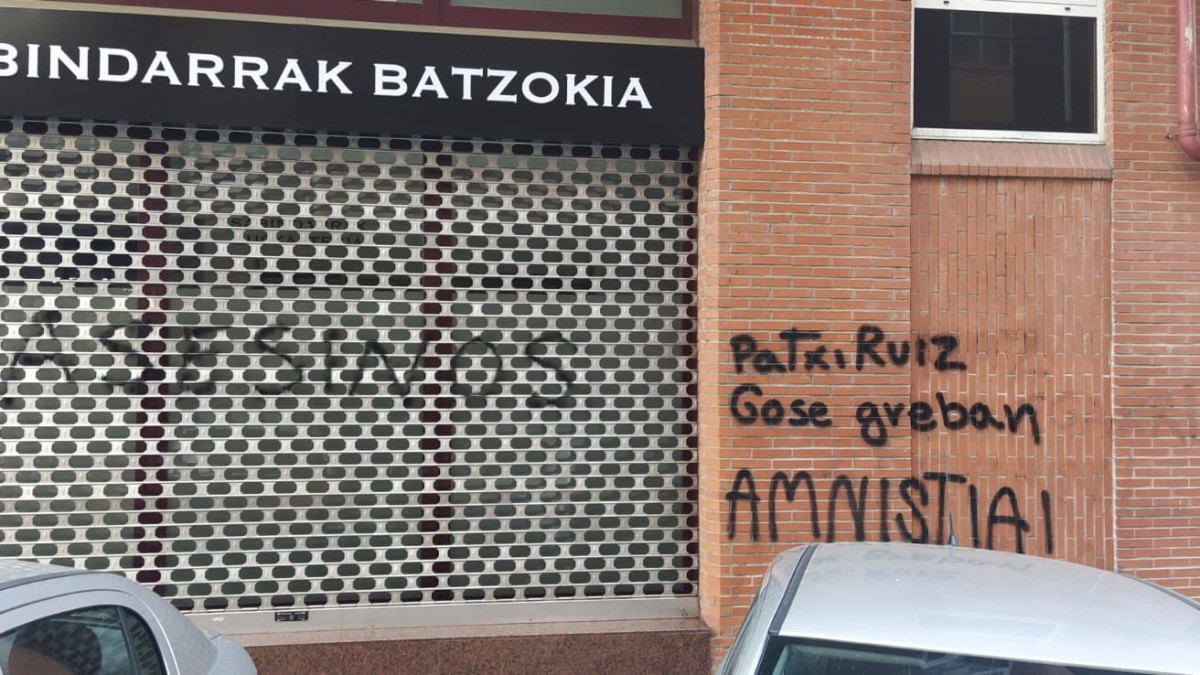 BINDARRAK BATZOKIA
ASESINOS
PATXI RUIZ
Gose greban
AMNISTIA!